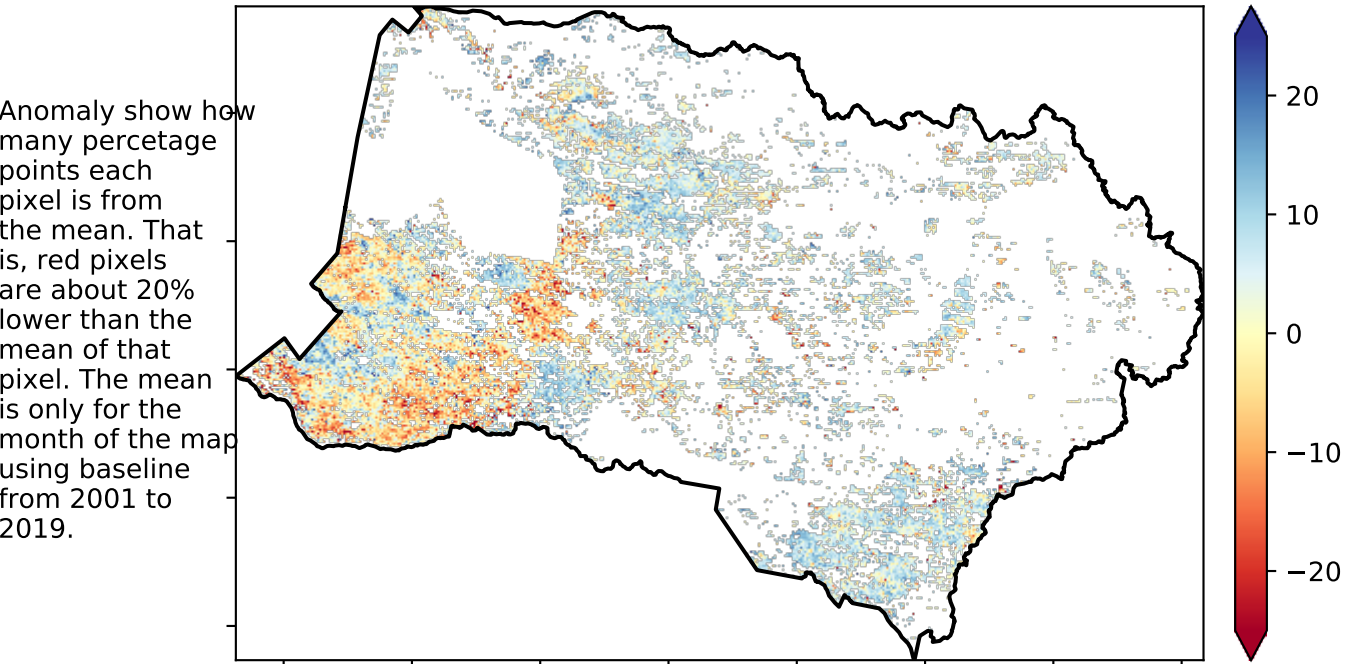 Anomaly show how
many percetage
points each
pixel is from
the mean. That
is, red pixels
are about 20%
lower than the
mean of that
pixel. The mean
is only for the
month of the map
using baseline
from 2001 to
2019.
20
10
0
−10
−20